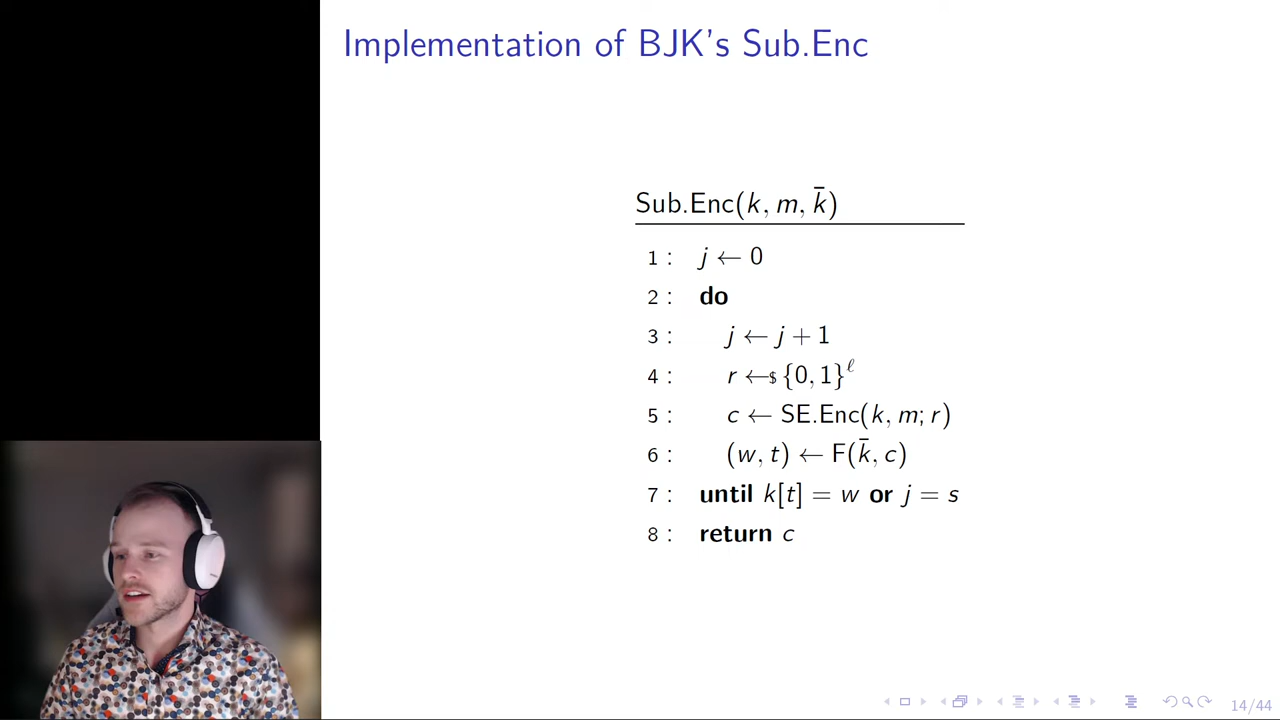 Implementation of BJK's Sub.Enc
Sub.Enc(k, m, k̄)
1 : j ← 0
2 : do
3 : j ← j + 1
4 : r ←$ {0, 1}^ℓ
5 : c ← SE.Enc(k, m; r)
6 : (w, t) ← F(k̄, c)
7 : until k[t] = w or j = s
8 : return c
14/44